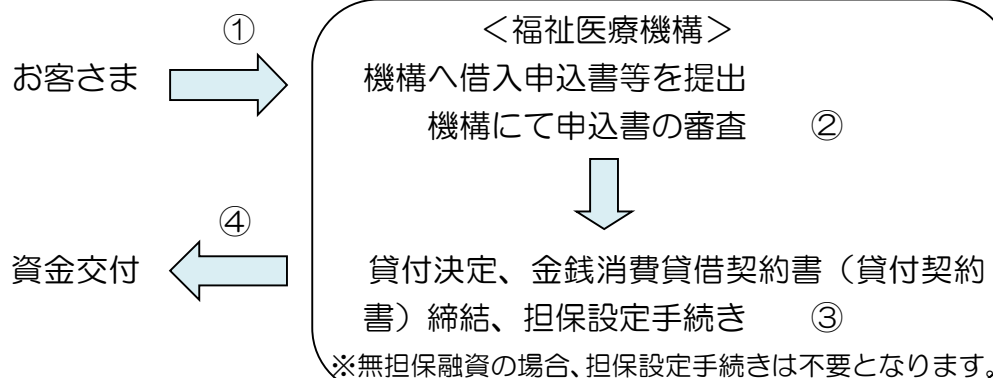 ①
＜福祉医療機構＞
お客さま
機構へ借入申込書等を提出
機構にて申込書の審査 ②
④
資金交付
貸付決定、金銭消費貸借契約書（貸付契約
書）締結、担保設定手続き ③
※無担保融資の場合、担保設定手続きは不要となります。